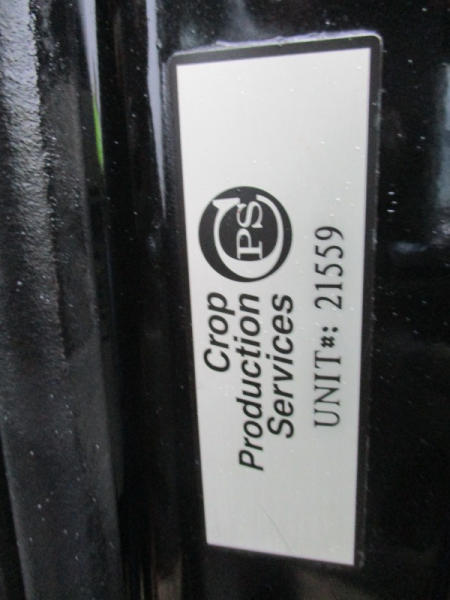 Crop
Production
Services
CPS
UNIT#: 21559